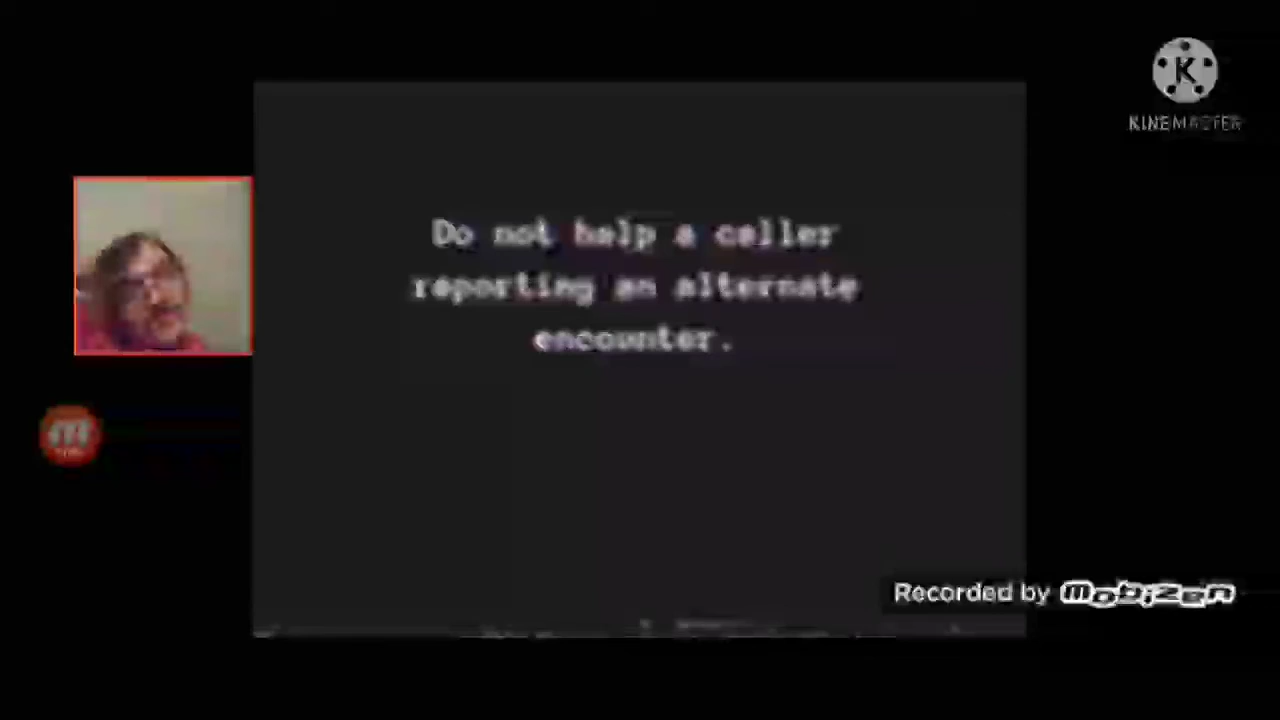 KINEMASTER
Do not help a caller
reporting an alternate
encounter.
Recorded by mobizen